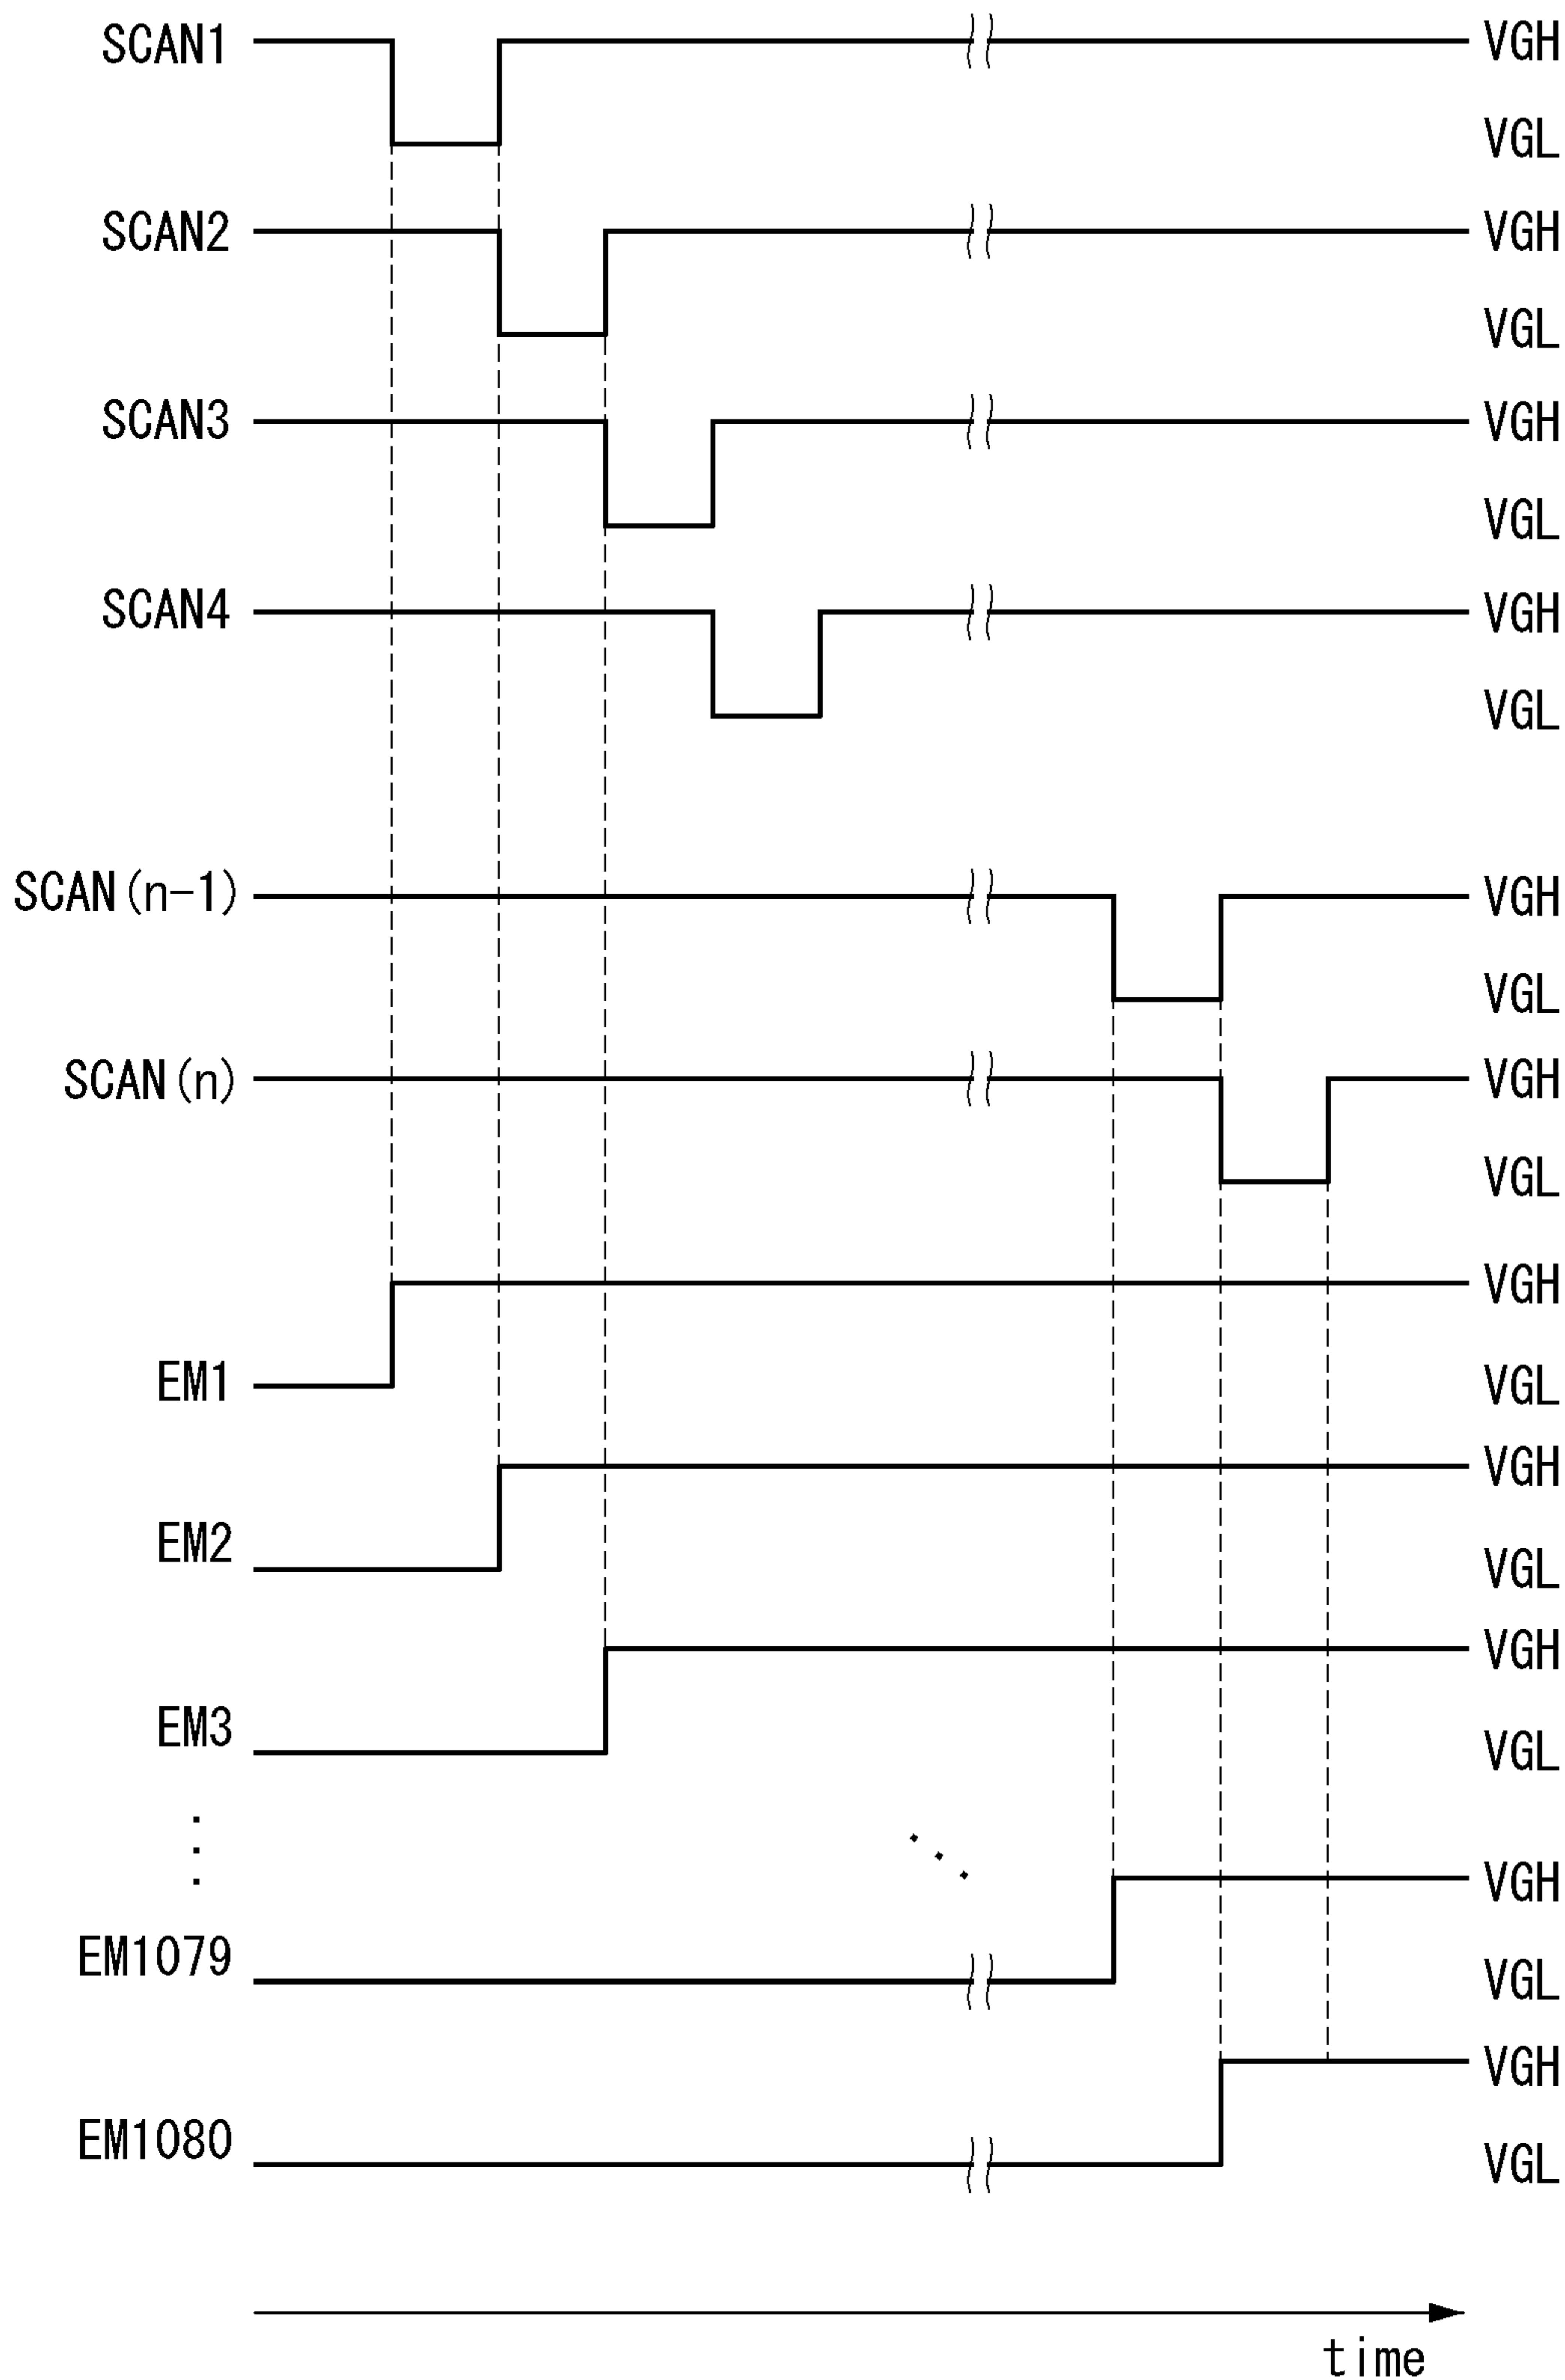 SCAN1 VGH
VGL
SCAN2 VGH
VGL
SCAN3 VGH
VGL
SCAN4 VGH
VGL
SCAN(n-1) VGH
VGL
SCAN(n) VGH
VGL
VGH
EM1 VGL
VGH
EM2 VGL
VGH
EM3 VGL
VGH
EM1079 VGL
VGH
EM1080 VGL
time